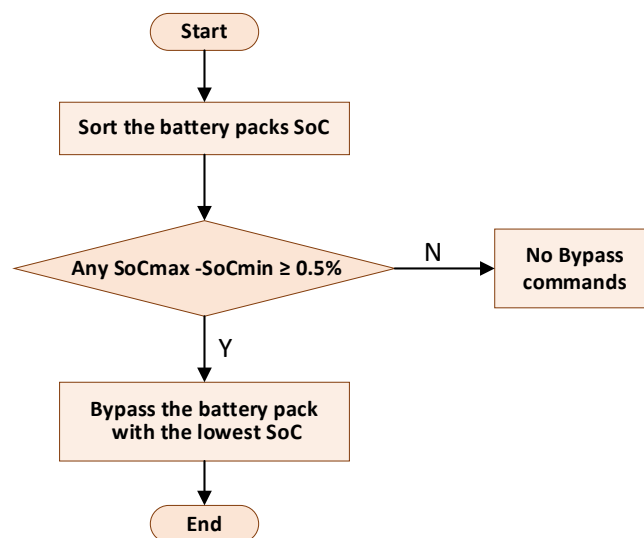 Start
Sort the battery packs SoC
Any SoCmax -SoCmin ≥ 0.5%
N
No Bypass
commands
Y
Bypass the battery pack
with the lowest SoC
End